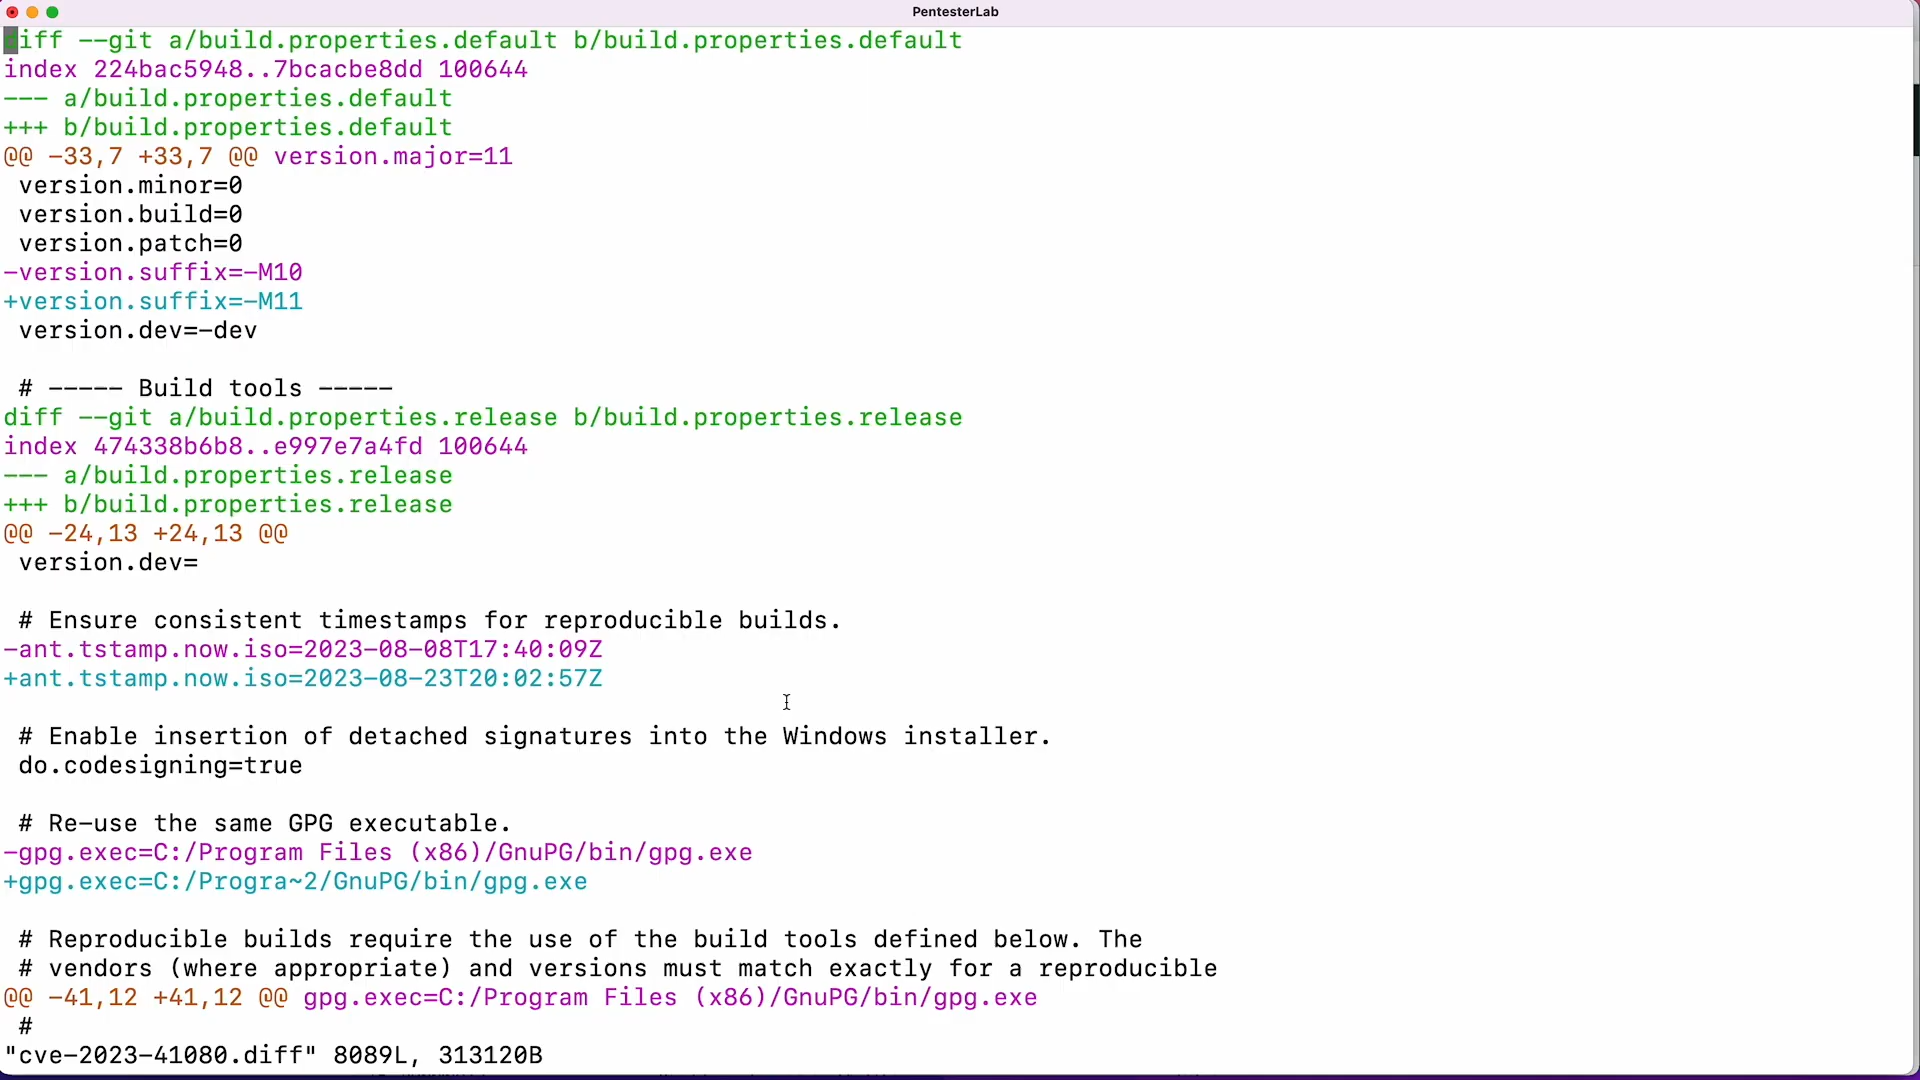 PentesterLab
diff --git a/build.properties.default b/build.properties.default
index 224bac5948..7bcacbe8dd 100644
--- a/build.properties.default
+++ b/build.properties.default
@@ -33,7 +33,7 @@ version.major=11
 version.minor=0
 version.build=0
 version.patch=0
-version.suffix=-M10
+version.suffix=-M11
 version.dev=-dev
 # ----- Build tools -----
diff --git a/build.properties.release b/build.properties.release
index 474338b6b8..e997e7a4fd 100644
--- a/build.properties.release
+++ b/build.properties.release
@@ -24,13 +24,13 @@
 version.dev=
 # Ensure consistent timestamps for reproducible builds.
-ant.tstamp.now.iso=2023-08-08T17:40:09Z
+ant.tstamp.now.iso=2023-08-23T20:02:57Z
 # Enable insertion of detached signatures into the Windows installer.
 do.codesigning=true
 # Re-use the same GPG executable.
-gpg.exec=C:/Program Files (x86)/GnuPG/bin/gpg.exe
+gpg.exec=C:/Progra~2/GnuPG/bin/gpg.exe
 # Reproducible builds require the use of the build tools defined below. The
 # vendors (where appropriate) and versions must match exactly for a reproducible
@@ -41,12 +41,12 @@ gpg.exec=C:/Program Files (x86)/GnuPG/bin/gpg.exe
 #
"cve-2023-41080.diff" 8089L, 313120B